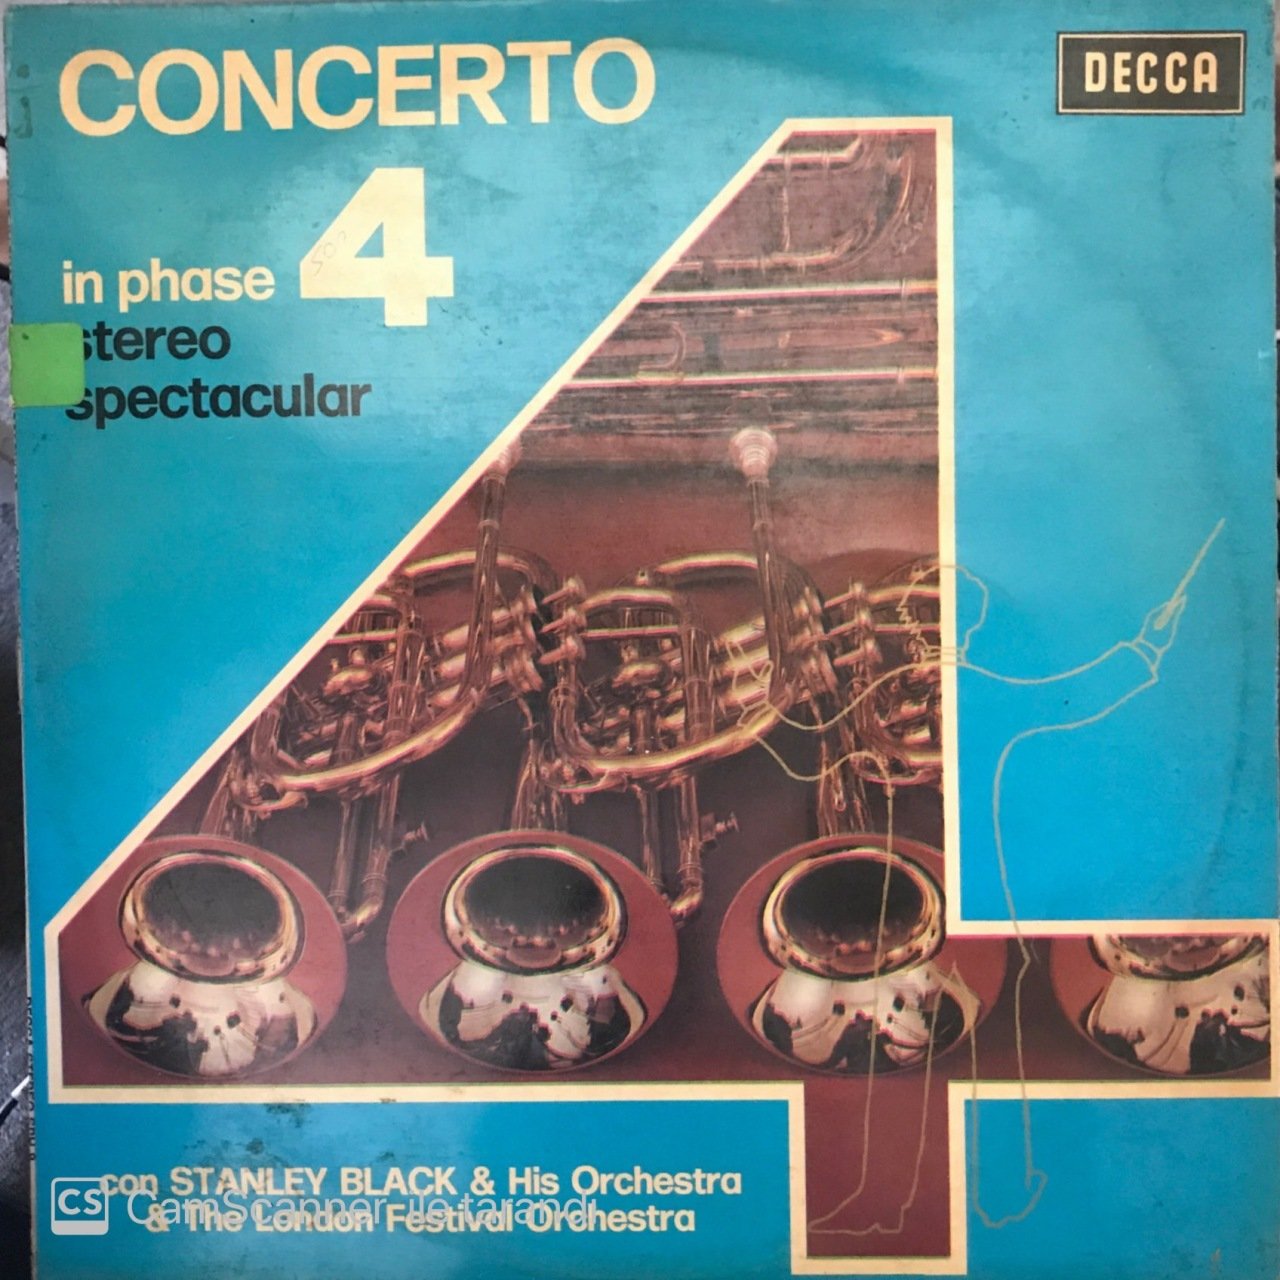 CONCERTO
DECCA
in phase 4
stereo
spectacular
con STANLEY BLACK & His Orchestra
& The London Festival Orchestra
CS CamScanner ile tarandı